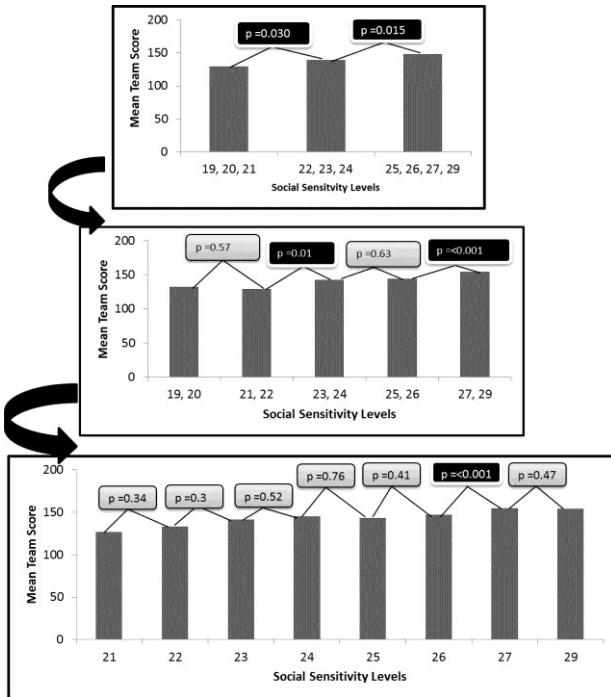 200
p =0.030
p =0.015
150
100
50
0
Mean Team Score
19, 20, 21
22, 23, 24
25, 26, 27, 29
Social Sensitvity Levels
200
p =0.57
p =0.01
p =0.63
p =<0.001
150
100
50
0
Mean Team Score
19, 20
21, 22
23, 24
25, 26
27, 29
Social Sensitivity Levels
200
p =0.34
p =0.3
p =0.52
p =0.76
p =0.41
p =<0.001
p =0.47
150
100
50
0
Mean Team Score
21
22
23
24
25
26
27
29
Social Sensitivity Levels